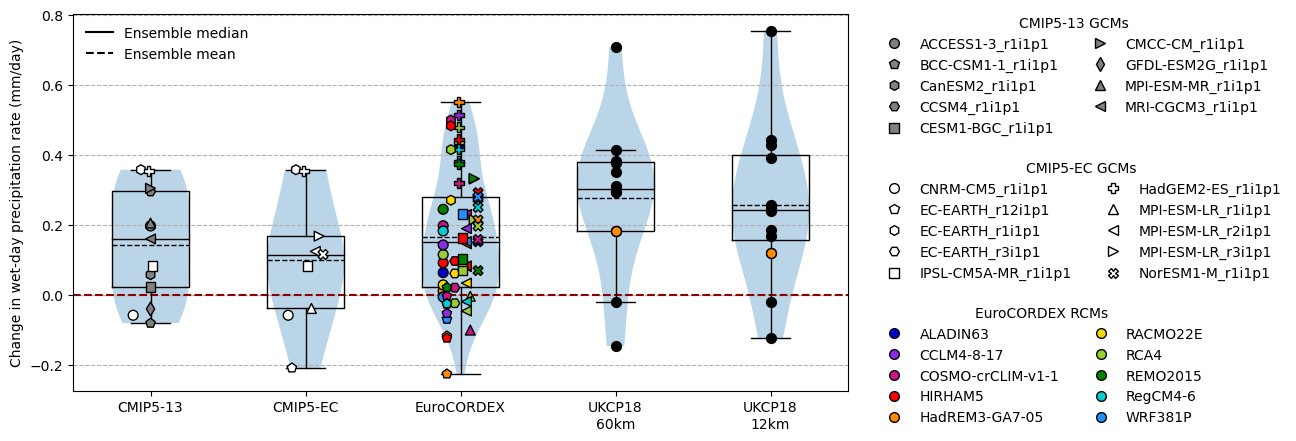 Change in wet-day precipitation rate (mm/day)
0.8
0.6
0.4
0.2
0.0
−0.2
Ensemble median
Ensemble mean
CMIP5-13
CMIP5-EC
EuroCORDEX
UKCP18
60km
UKCP18
12km
CMIP5-13 GCMs
ACCESS1-3_r1i1p1
BCC-CSM1-1_r1i1p1
CanESM2_r1i1p1
CCSM4_r1i1p1
CESM1-BGC_r1i1p1
CMCC-CM_r1i1p1
GFDL-ESM2G_r1i1p1
MPI-ESM-MR_r1i1p1
MRI-CGCM3_r1i1p1
CMIP5-EC GCMs
CNRM-CM5_r1i1p1
EC-EARTH_r12i1p1
EC-EARTH_r1i1p1
EC-EARTH_r3i1p1
IPSL-CM5A-MR_r1i1p1
HadGEM2-ES_r1i1p1
MPI-ESM-LR_r1i1p1
MPI-ESM-LR_r2i1p1
MPI-ESM-LR_r3i1p1
NorESM1-M_r1i1p1
EuroCORDEX RCMs
ALADIN63
CCLM4-8-17
COSMO-crCLIM-v1-1
HIRHAM5
HadREM3-GA7-05
RACMO22E
RCA4
REMO2015
RegCM4-6
WRF381P